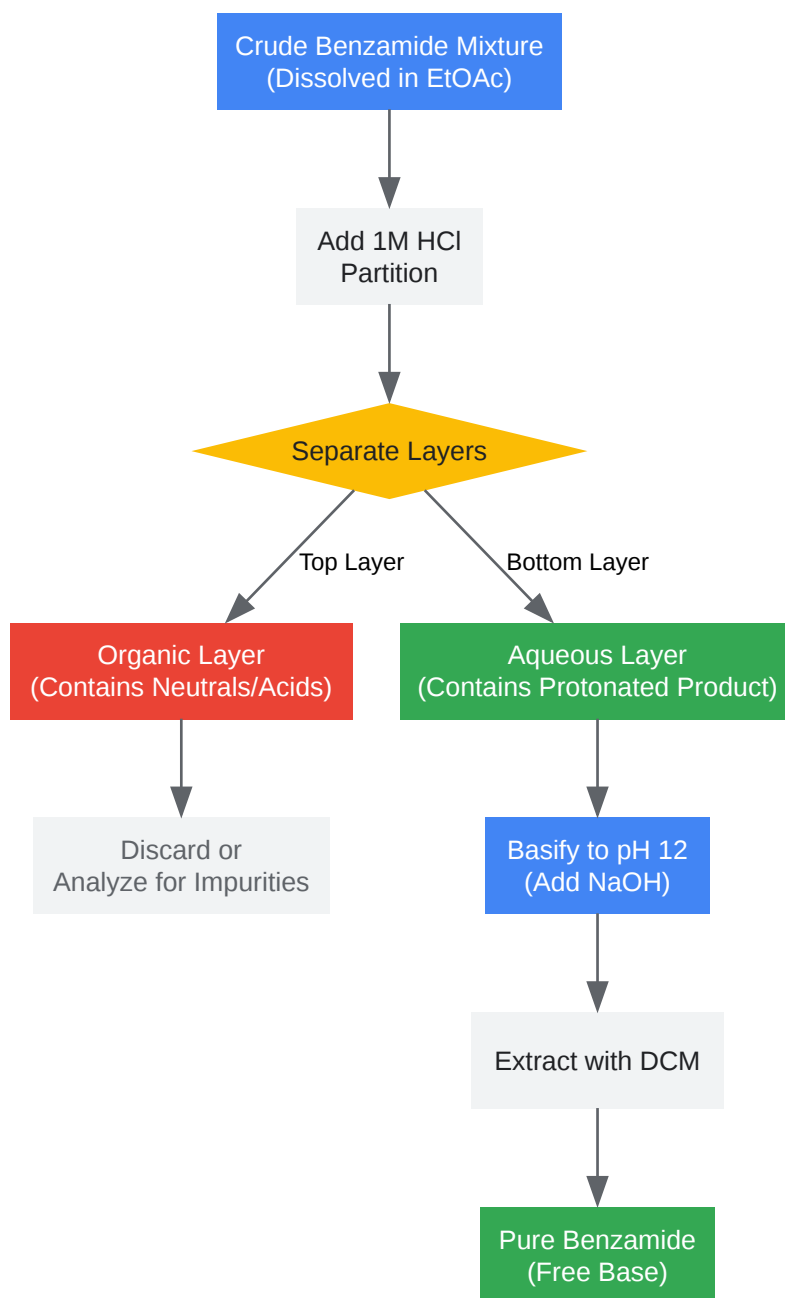 Crude Benzamide Mixture
(Dissolved in EtOAc)
Add 1M HCl
Partition
Separate Layers
Top Layer
Bottom Layer
Organic Layer
(Contains Neutrals/Acids)
Aqueous Layer
(Contains Protonated Product)
Discard or
Analyze for Impurities
Basify to pH 12
(Add NaOH)
Extract with DCM
Pure Benzamide
(Free Base)